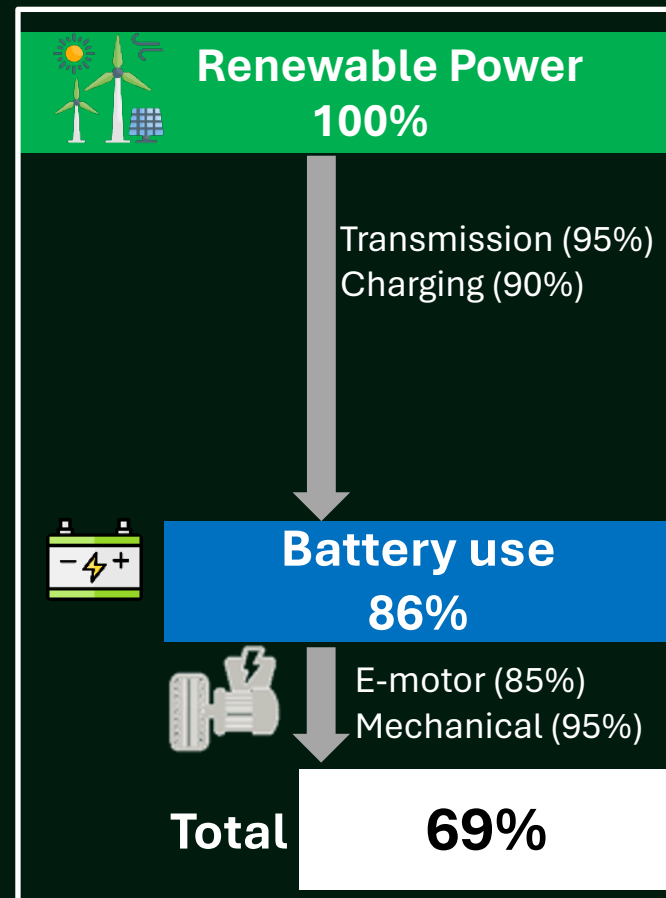 Renewable Power
100%
Transmission (95%)
Charging (90%)
Battery use
86%
E-motor (85%)
Mechanical (95%)
Total
69%